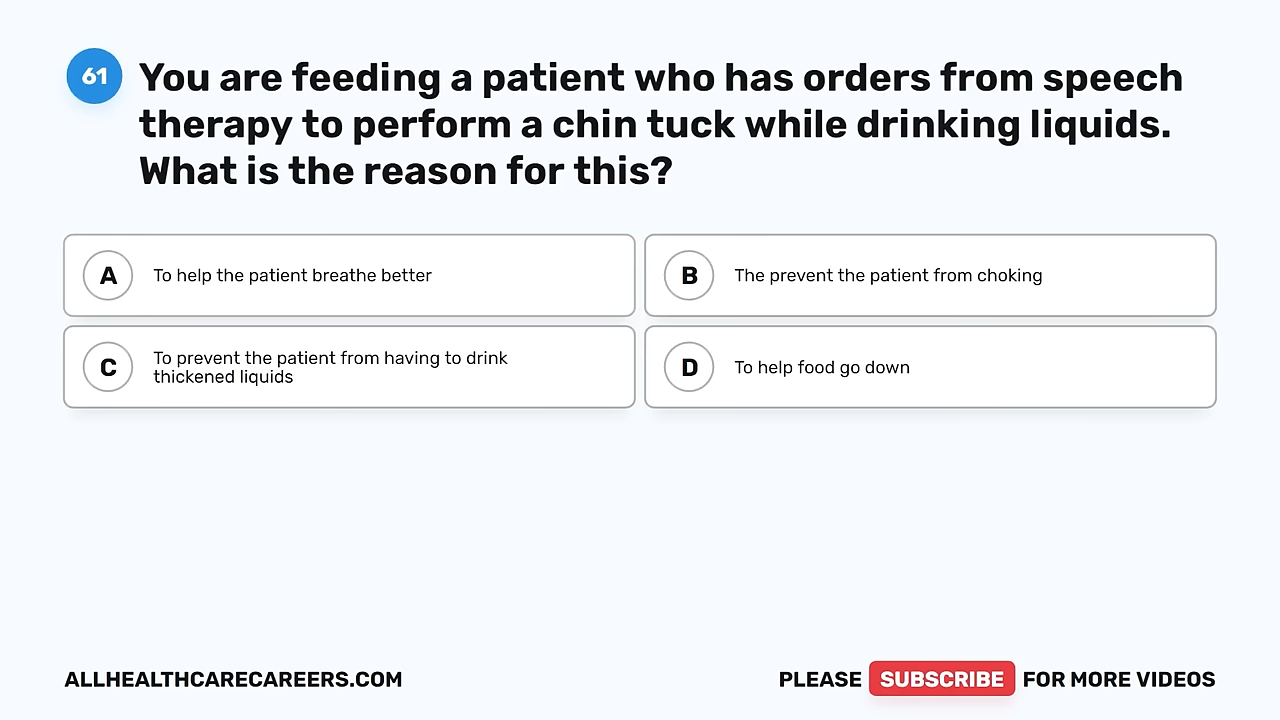 61
You are feeding a patient who has orders from speech
therapy to perform a chin tuck while drinking liquids.
What is the reason for this?
A To help the patient breathe better
B The prevent the patient from choking
C To prevent the patient from having to drink
thickened liquids
D To help food go down
ALLHEALTHCARECAREERS.COM
PLEASE SUBSCRIBE FOR MORE VIDEOS